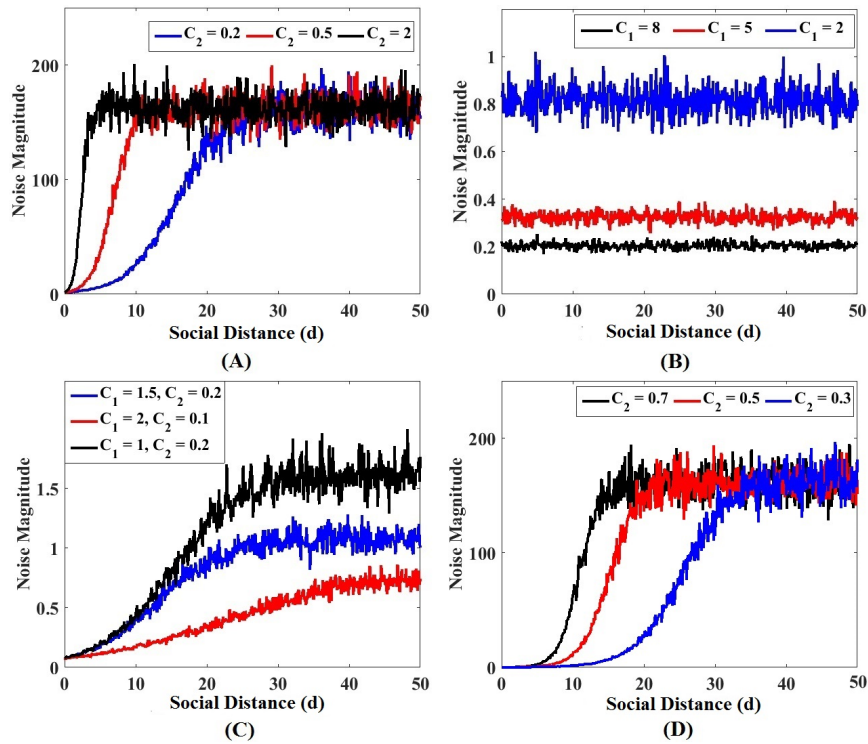 C2 = 0.2 C2 = 0.5 C2 = 2
200
100
0
Noise Magnitude
0 10 20 30 40 50
Social Distance (d)
(A)
C1 = 8 C1 = 5 C1 = 2
1
0.8
0.6
0.4
0.2
0
Noise Magnitude
0 10 20 30 40 50
Social Distance (d)
(B)
C1 = 1.5, C2 = 0.2
C1 = 2, C2 = 0.1
C1 = 1, C2 = 0.2
1.5
1
0.5
0
Noise Magnitude
0 10 20 30 40 50
Social Distance (d)
(C)
C2 = 0.7 C2 = 0.5 C2 = 0.3
200
100
0
Noise Magnitude
0 10 20 30 40 50
Social Distance (d)
(D)